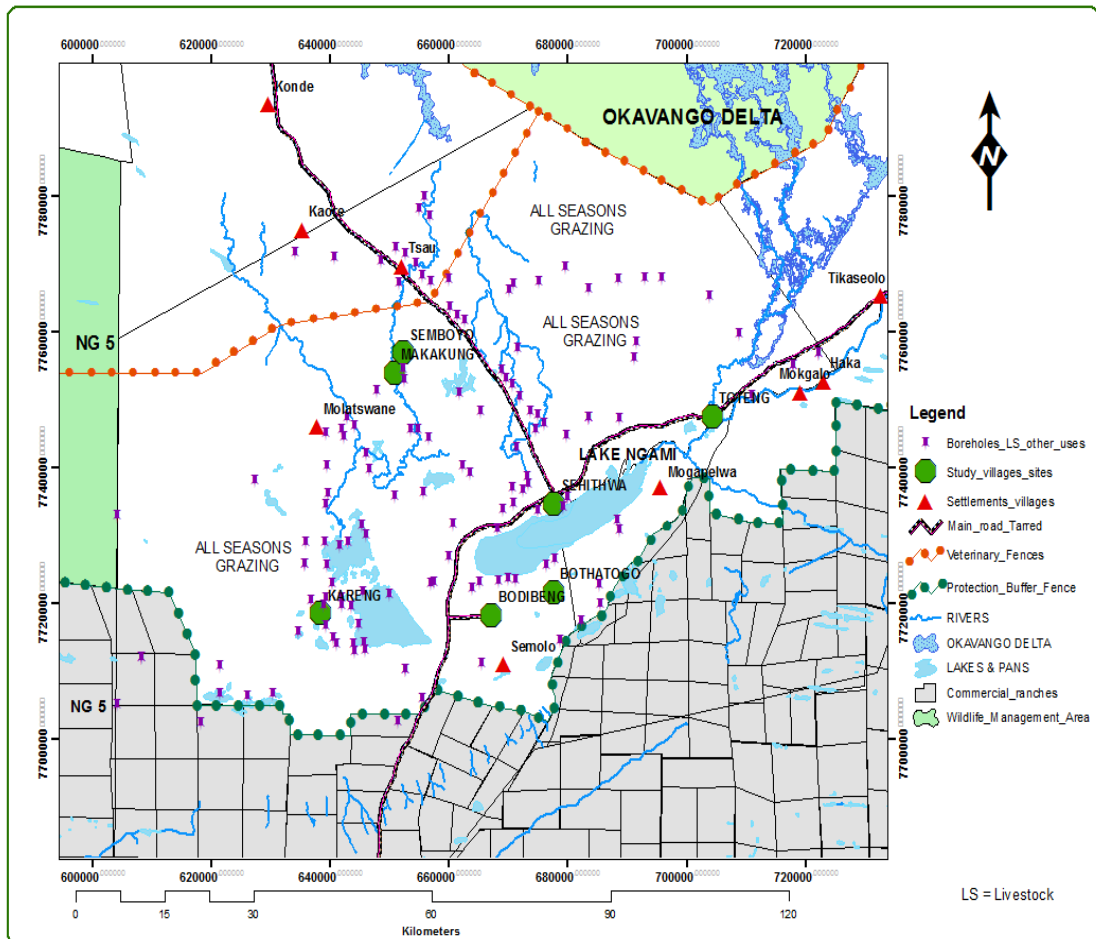 600000 620000 640000 660000 680000 700000 720000
Konde
OKAVANGO DELTA
N
7780000
7780000
ALL SEASONS
GRAZING
Kaore
Tsau
Tikaseolo
7760000
ALL SEASONS
GRAZING
7760000
SEMBOYO
NG 5
MAKAKUNG
Haka
Mokgalo
TOTENG
Molatswane
Legend
Boreholes_LS_other_uses
LAKE NGAMI
Study_villages_sites
7740000
Mogapelwa
7740000
SEHITHWA
Settlements_villages
Main_road_Tarred
ALL SEASONS
GRAZING
Veterinary_Fences
BOTHATOGO
Protection_Buffer_Fence
KARENG
BODIBENG
7720000
7720000
RIVERS
Semolo
OKAVANGO DELTA
LAKES & PANS
Commercial_ranches
NG 5
Wildlife_Management_Area
7700000
7700000
600000 620000 640000 660000 680000 700000 720000
LS = Livestock
0 15 30 60 90 120
Kilometers